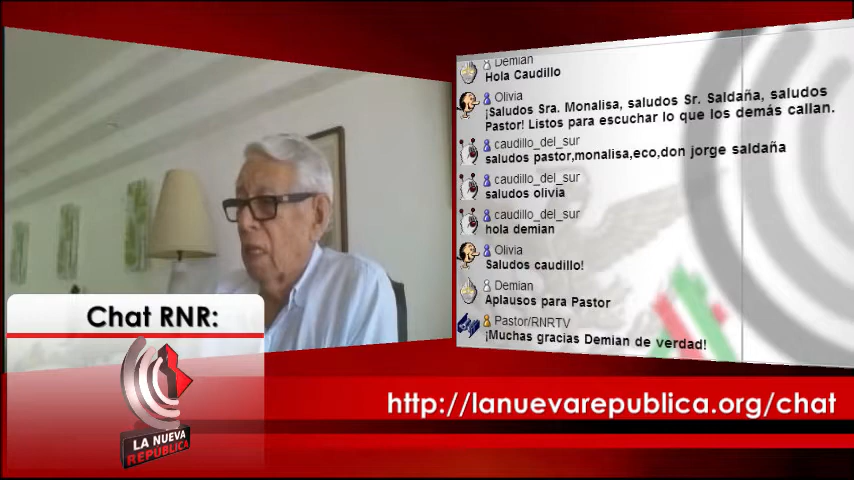 Demian
Hola Caudillo
Olivia
¡Saludos Sra. Monalisa, saludos Sr. Saldaña, saludos
Pastor! Listos para escuchar lo que los demás callan.
caudillo_del_sur
saludos pastor,monalisa,eco,don jorge saldaña
caudillo_del_sur
saludos olivia
caudillo_del_sur
hola demian
Olivia
Saludos caudillo!
Demian
Aplausos para Pastor
Pastor/RNRTV
¡Muchas gracias Demian de verdad!
Chat RNR:
LA NUEVA
REPUBLICA
http://lanuevarepublica.org/chat